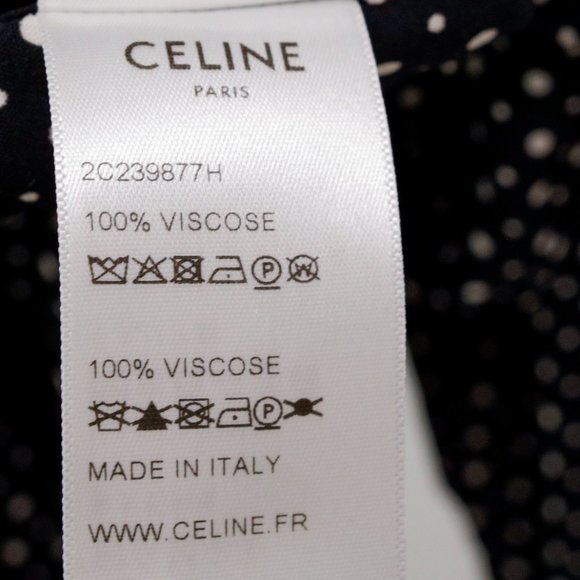 CELINE
PARIS
2C239877H
100% VISCOSE
P W
100% VISCOSE
P
MADE IN ITALY
WWW.CELINE.FR